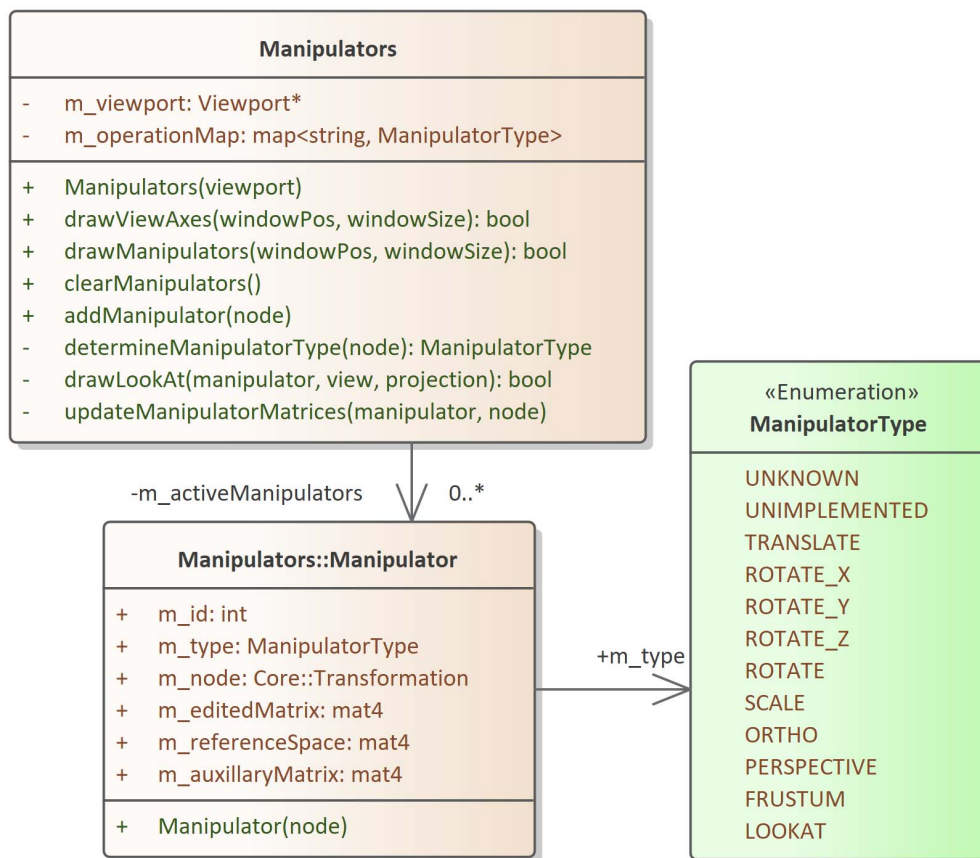 Manipulators
- m_viewport: Viewport*
- m_operationMap: map<string, ManipulatorType>
+ Manipulators(viewport)
+ drawViewAxes(windowPos, windowSize): bool
+ drawManipulators(windowPos, windowSize): bool
+ clearManipulators()
+ addManipulator(node)
- determineManipulatorType(node): ManipulatorType
- drawLookAt(manipulator, view, projection): bool
- updateManipulatorMatrices(manipulator, node)
-m_activeManipulators 0..*
Manipulators::Manipulator
+ m_id: int
+ m_type: ManipulatorType
+ m_node: Core::Transformation
+ m_editedMatrix: mat4
+ m_referenceSpace: mat4
+ m_auxillaryMatrix: mat4
+ Manipulator(node)
+m_type
«Enumeration»
ManipulatorType
UNKNOWN
UNIMPLEMENTED
TRANSLATE
ROTATE_X
ROTATE_Y
ROTATE_Z
ROTATE
SCALE
ORTHO
PERSPECTIVE
FRUSTUM
LOOKAT